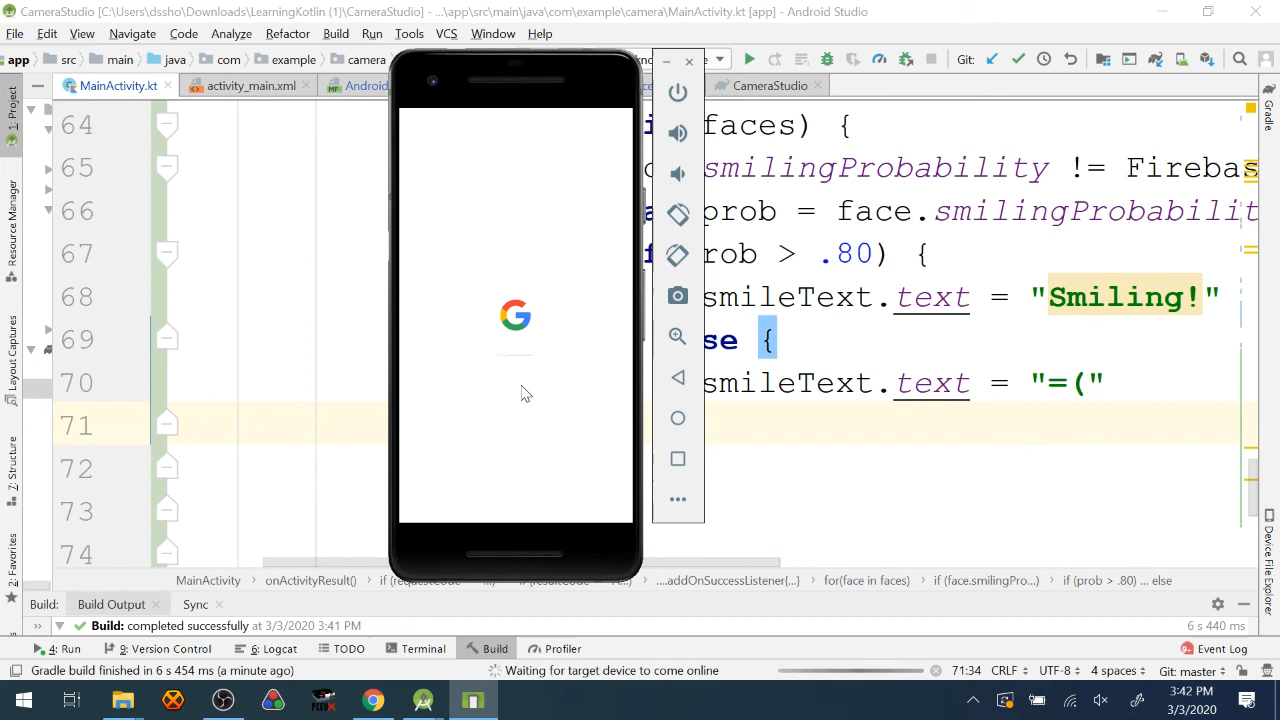 CameraStudio [C:\Users\dssho\Downloads\LearningKotlin (1)\CameraStudio] - ...\app\src\main\java\com\example\camera\MainActivity.kt [app] - Android Studio
File Edit View Navigate Code Analyze Refactor Build Run Tools VCS Window Help
app src main java com example camera Git:
MainActivity.kt activity_main.xml Android CameraStudio
1: Project
Resource Manager
Layout Captures
7: Structure
2: Favorites
Gradle
Device File Explorer
64 faces) {
65 smilingProbability != Firebas
66 prob = face.smilingProbabilit
67 rob > .80) {
68 smileText.text = "Smiling!"
69 se {
70 smileText.text = "=("
71
72
73
74
MainActivity onActivityResult() ....addOnSuccessListener{...} for(face in faces) if (face.smilingPro... if (prob > .80)... else
Build: Build Output Sync
Build: completed successfully at 3/3/2020 3:41 PM 6 s 440 ms
4: Run 9: Version Control 6: Logcat TODO Terminal Build Profiler Event Log
Gradle build finished in 6 s 454 ms (a minute ago) Waiting for target device to come online 71:34 CRLF UTF-8 4 spaces Git: master
3:42 PM
3/3/2020